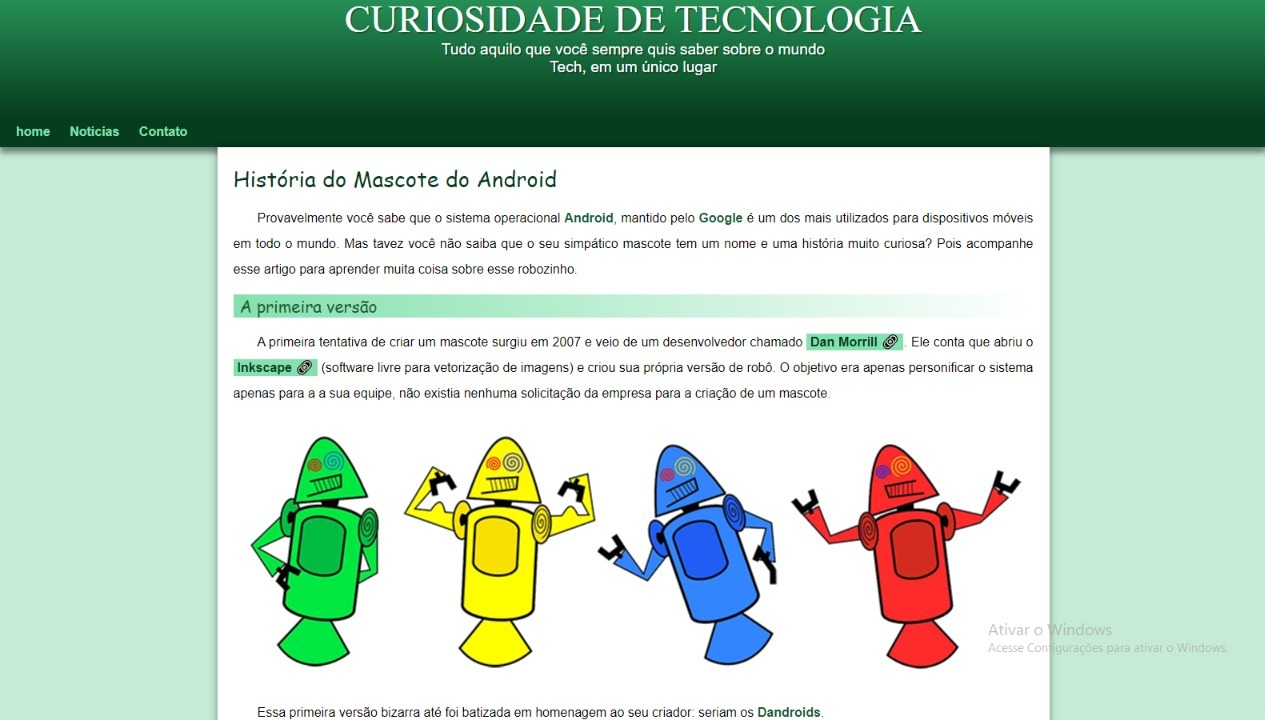 CURIOSIDADE DE TECNOLOGIA
Tudo aquilo que você sempre quis saber sobre o mundo
Tech, em um único lugar
home Notícias Contato
História do Mascote do Android
Provavelmente você sabe que o sistema operacional Android, mantido pelo Google é um dos mais utilizados para dispositivos móveis
em todo o mundo. Mas tavez você não saiba que o seu simpático mascote tem um nome e uma história muito curiosa? Pois acompanhe
esse artigo para aprender muita coisa sobre esse robozinho.
A primeira versão
A primeira tentativa de criar um mascote surgiu em 2007 e veio de um desenvolvedor chamado Dan Morrill . Ele conta que abriu o
Inkscape (software livre para vetorização de imagens) e criou sua própria versão de robô. O objetivo era apenas personificar o sistema
apenas para a a sua equipe, não existia nenhuma solicitação da empresa para a criação de um mascote.
Ativar o Windows
Acesse Configurações para ativar o Windows.
Essa primeira versão bizarra até foi batizada em homenagem ao seu criador: seriam os Dandroids.